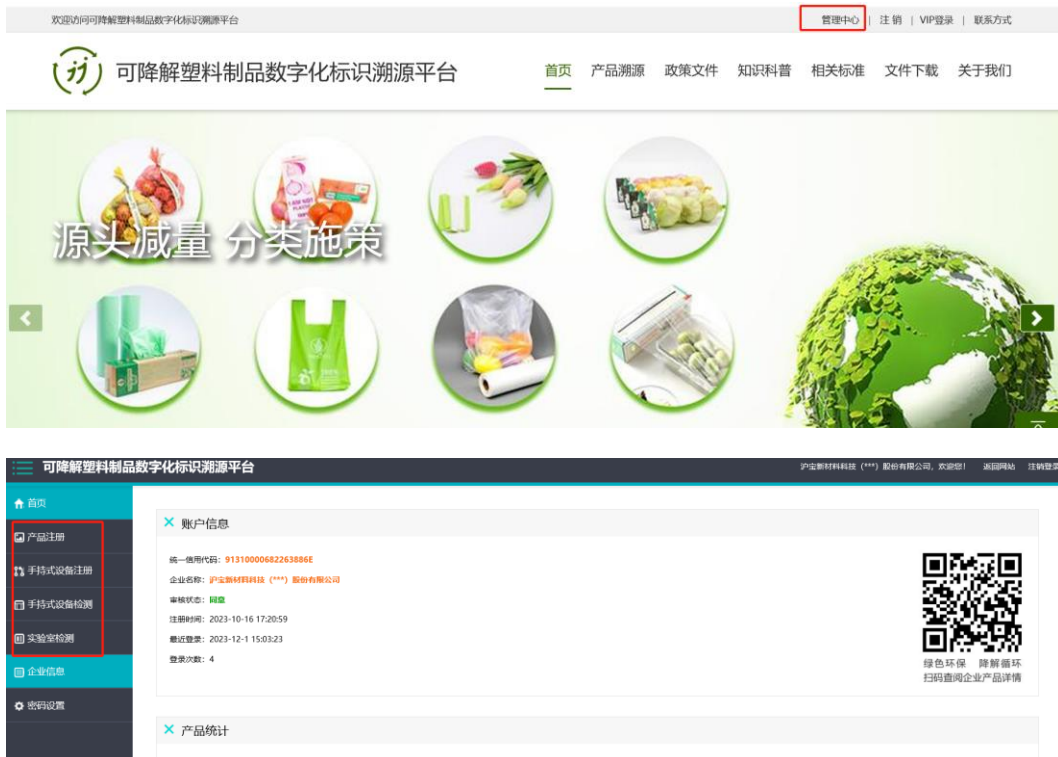 欢迎访问可降解塑料制品数字化标识溯源平台
管理中心 | 注 销 | VIP登录 | 联系方式
可降解塑料制品数字化标识溯源平台
首页 产品溯源 政策文件 知识科普 相关标准 文件下载 关于我们
源头减量 分类施策
可降解塑料制品数字化标识溯源平台
沪宝新材料科技（***）股份有限公司，欢迎您！ 返回网站 注销登录
首页
产品注册
手持式设备注册
手持式设备检测
实验室检测
企业信息
密码设置
账户信息
统一信用代码：91310000682263886E
企业名称：沪宝新材料科技（***）股份有限公司
审核状态：同意
注册时间：2023-10-16 17:20:59
最近登录：2023-12-1 15:03:23
登录次数：4
绿色环保 降解循环
扫码查阅企业产品详情
产品统计